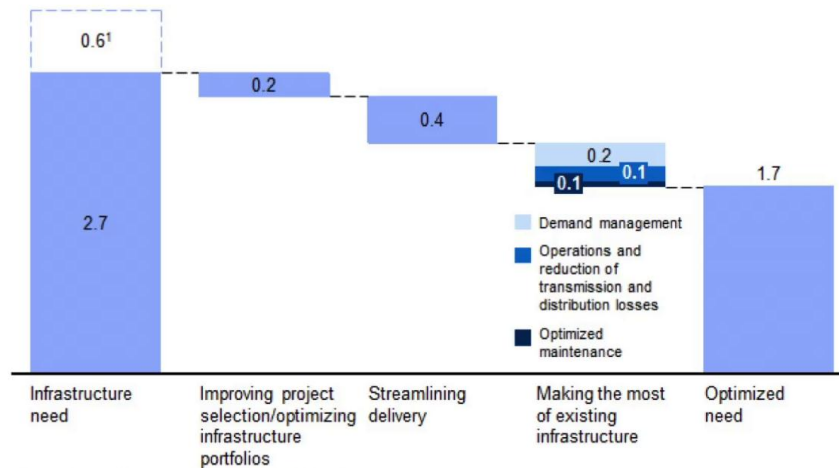 0.6¹
2.7
0.2
0.4
0.2
0.1
0.1
1.7
Demand management
Operations and
reduction of
transmission and
distribution losses
Optimized
maintenance
Infrastructure
need
Improving project
selection/optimizing
infrastructure
portfolios
Streamlining
delivery
Making the most
of existing
infrastructure
Optimized
need